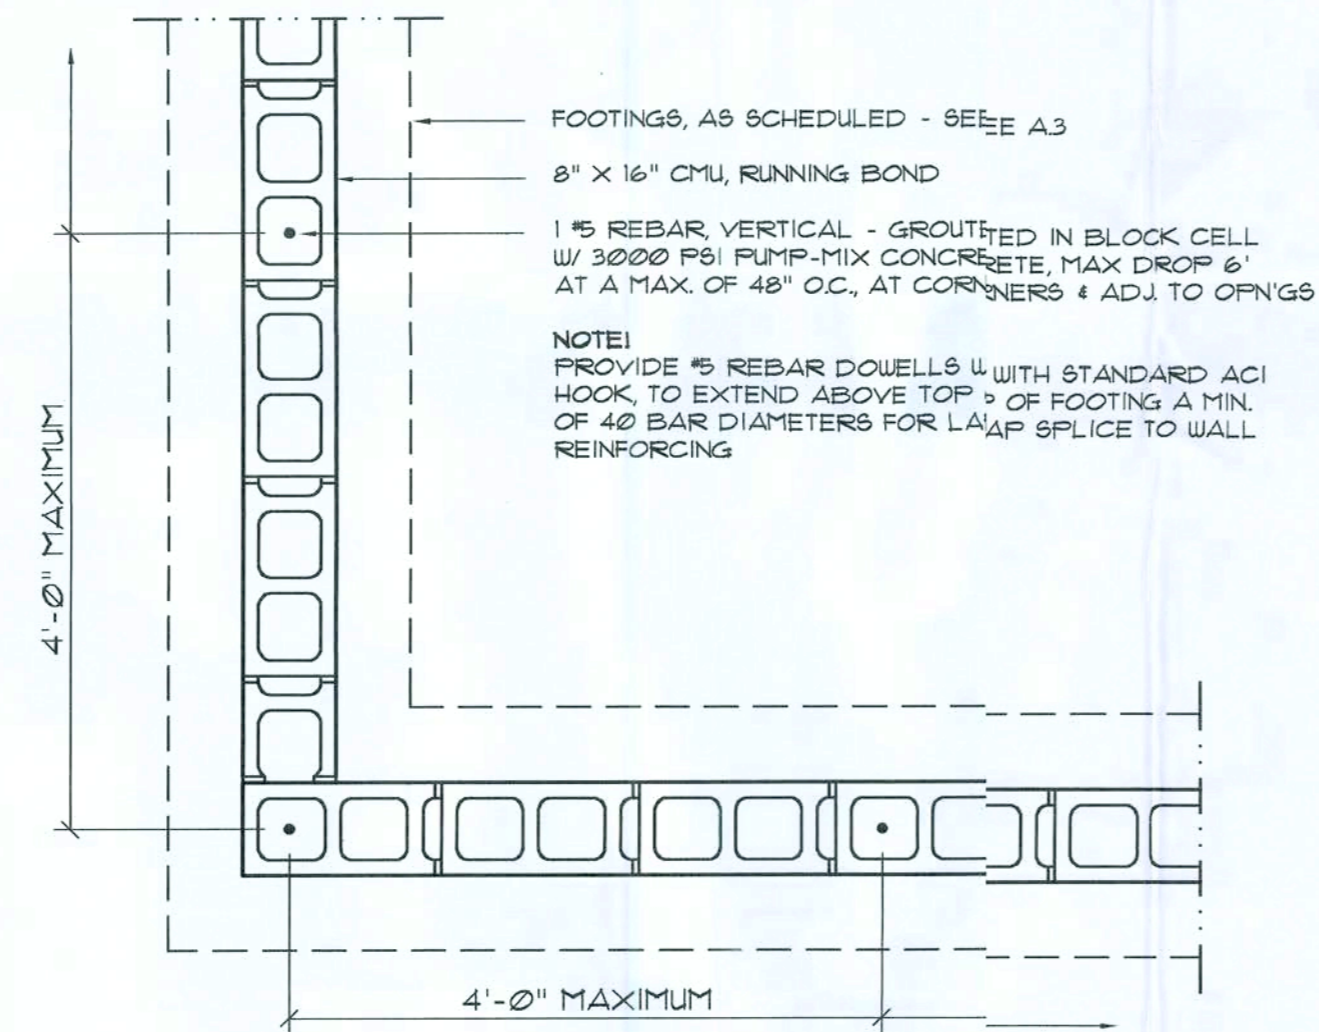 FOOTINGS, AS SCHEDULED - SEE A.3
8" X 16" CMU, RUNNING BOND
1 #5 REBAR, VERTICAL - GROUTED IN BLOCK CELL
W/ 3000 PSI PUMP-MIX CONCRETE, MAX DROP 6'
AT A MAX. OF 48" O.C., AT CORNERS & ADJ. TO OPN'GS
NOTE!
PROVIDE #5 REBAR DOWELLS WITH STANDARD ACI
HOOK, TO EXTEND ABOVE TOP OF FOOTING A MIN.
OF 40 BAR DIAMETERS FOR LAP SPLICE TO WALL
REINFORCING
4'-0" MAXIMUM
4'-0" MAXIMUM